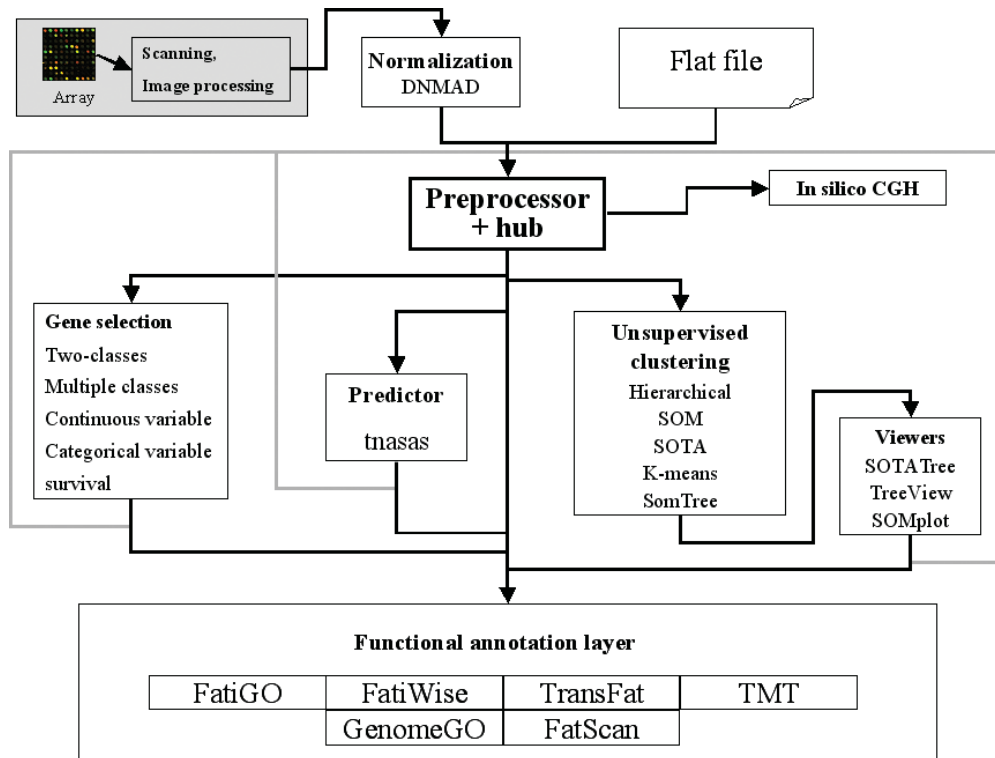 Scanning,
Image processing
Array
Normalization
DNMAD
Flat file
Preprocessor
+ hub
In silico CGH
Gene selection
Two-classes
Multiple classes
Continuous variable
Categorical variable
survival
Predictor
tnasas
Unsupervised
clustering
Hierarchical
SOM
SOTA
K-means
SomTree
Viewers
SOTATree
TreeView
SOMplot
Functional annotation layer
FatiGO FatiWise TransFat TMT
GenomeGO FatScan